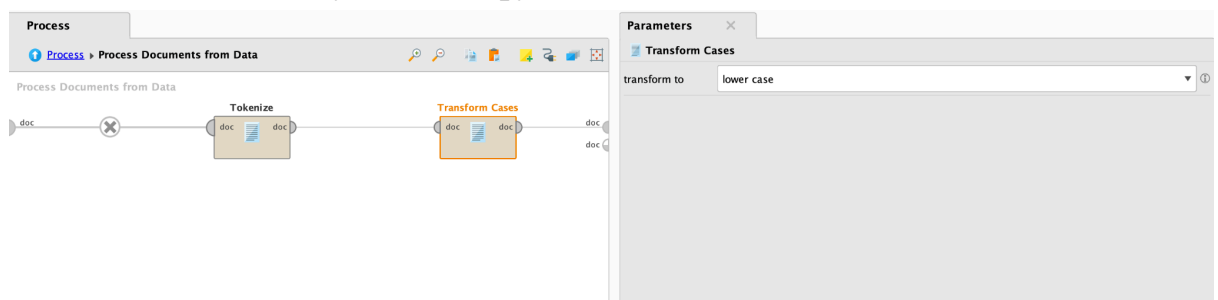 Process
Parameters
Process ▸ Process Documents from Data
Transform Cases
transform to
lower case
Process Documents from Data
Tokenize
Transform Cases
doc
doc
doc
doc
doc
doc
doc